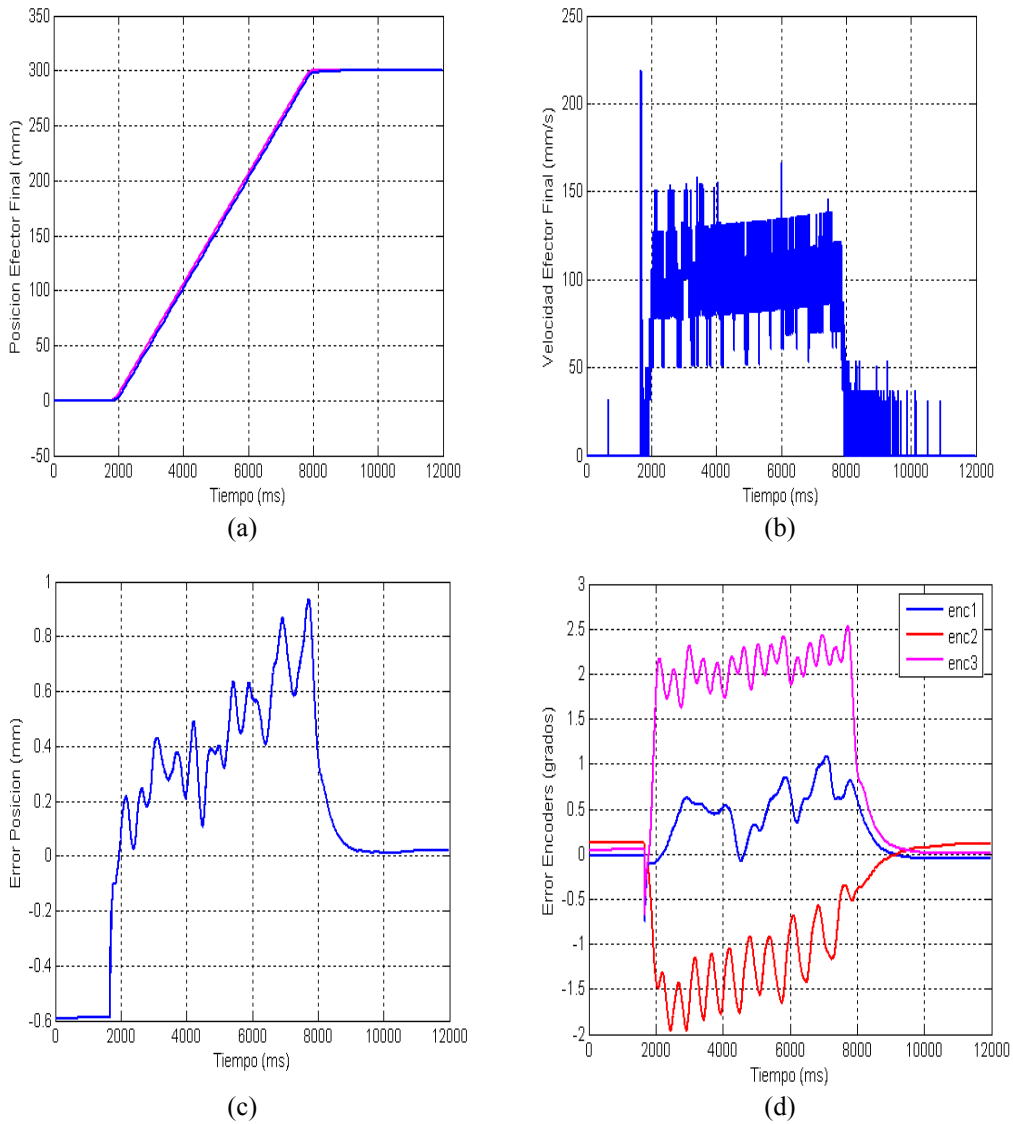 350
300
250
200
150
100
50
0
-50
0 2000 4000 6000 8000 10000 12000
Posicion Efector Final (mm)
Tiempo (ms)
(a)
250
200
150
100
50
0
0 2000 4000 6000 8000 10000 12000
Velocidad Efector Final (mm/s)
Tiempo (ms)
(b)
1
0.8
0.6
0.4
0.2
0
-0.2
-0.4
-0.6
0 2000 4000 6000 8000 10000 12000
Error Posicion (mm)
Tiempo (ms)
(c)
3
2.5
2
1.5
1
0.5
0
-0.5
-1
-1.5
-2
0 2000 4000 6000 8000 10000 12000
Error Encoders (grados)
Tiempo (ms)
enc1
enc2
enc3
(d)